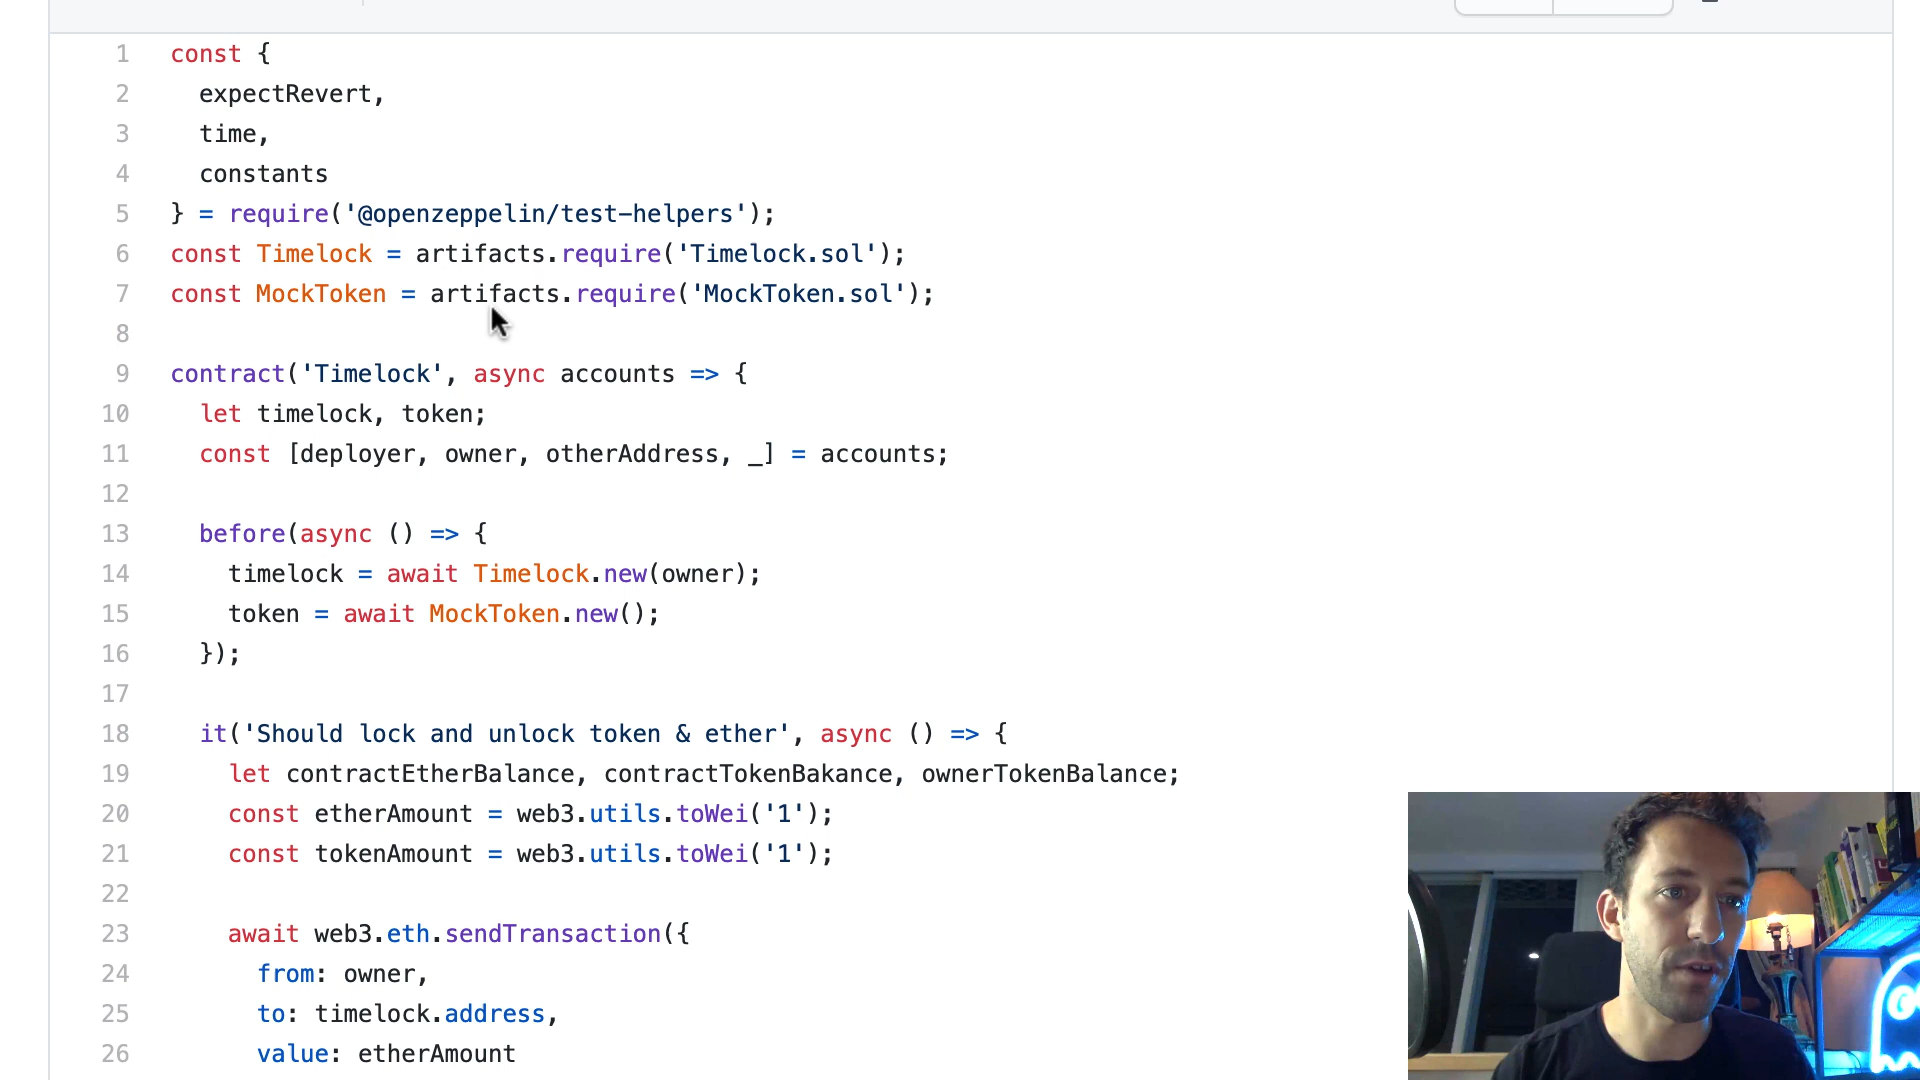 1 const {
2 expectRevert,
3 time,
4 constants
5 } = require('@openzeppelin/test-helpers');
6 const Timelock = artifacts.require('Timelock.sol');
7 const MockToken = artifacts.require('MockToken.sol');
8
9 contract('Timelock', async accounts => {
10 let timelock, token;
11 const [deployer, owner, otherAddress, _] = accounts;
12
13 before(async () => {
14 timelock = await Timelock.new(owner);
15 token = await MockToken.new();
16 });
17
18 it('Should lock and unlock token & ether', async () => {
19 let contractEtherBalance, contractTokenBakance, ownerTokenBalance;
20 const etherAmount = web3.utils.toWei('1');
21 const tokenAmount = web3.utils.toWei('1');
22
23 await web3.eth.sendTransaction({
24 from: owner,
25 to: timelock.address,
26 value: etherAmount